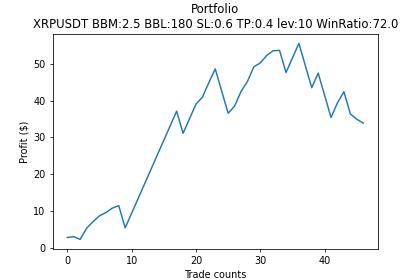 Portfolio
XRPUSDT BBM:2.5 BBL:180 SL:0.6 TP:0.4 lev:10 WinRatio:72.0
50
40
30
20
10
0
Profit ($)
0 10 20 30 40
Trade counts